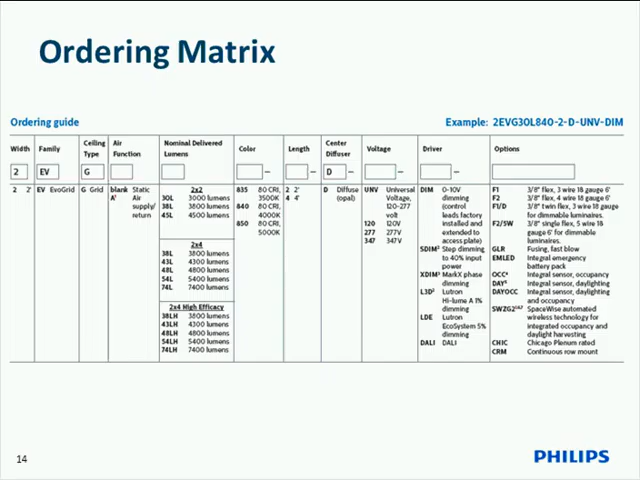 Ordering Matrix
Ordering guide
Example: 2EVG30L840-2-D-UNV-DIM
Width Family Ceiling Type Air Function Nominal Delivered Lumens Color Length Center Diffuser Voltage Driver Options
2 EV G – – D – – –
2 2'
EV EvoGrid
G Grid
blank Static
A¹ Air supply/return
2x2
30L 3000 lumens
38L 3800 lumens
45L 4500 lumens
2x4
38L 3800 lumens
43L 4300 lumens
48L 4800 lumens
54L 5400 lumens
74L 7400 lumens
2x4 High Efficacy
38LH 3800 lumens
43LH 4300 lumens
48LH 4800 lumens
54LH 5400 lumens
74LH 7400 lumens
835 80 CRI, 3500K
840 80 CRI, 4000K
850 80 CRI, 5000K
2 2'
4 4'
D Diffuse (opal)
UNV Universal Voltage, 120-277 volt
120 120V
277 277V
347 347V
DIM 0-10V dimming (control leads factory installed and extended to access plate)
SDIM² Step dimming to 40% input power
XDIM³ MarkX phase dimming
L3D² Lutron Hi-lume A 1% dimming
LDE Lutron EcoSystem 5% dimming
DALI DALI
F1 3/8" flex, 3 wire 18 gauge 6'
F2 3/8" flex, 4 wire 18 gauge 6'
F1/D 3/8" twin flex, 3 wire 18 gauge for dimmable luminaires.
F2/5W 3/8" single flex, 5 wire 18 gauge 6' for dimmable luminaires.
GLR Fusing, fast blow
EMLED Integral emergency battery pack
OCC⁴ Integral sensor, occupancy
DAY⁵ Integral sensor, daylighting
DAYOCC Integral sensor, daylighting and occupancy
SWZG2 SpaceWise automated wireless technology for integrated occupancy and daylight harvesting
CHIC Chicago Plenum rated
CRM Continuous row mount
14
PHILIPS